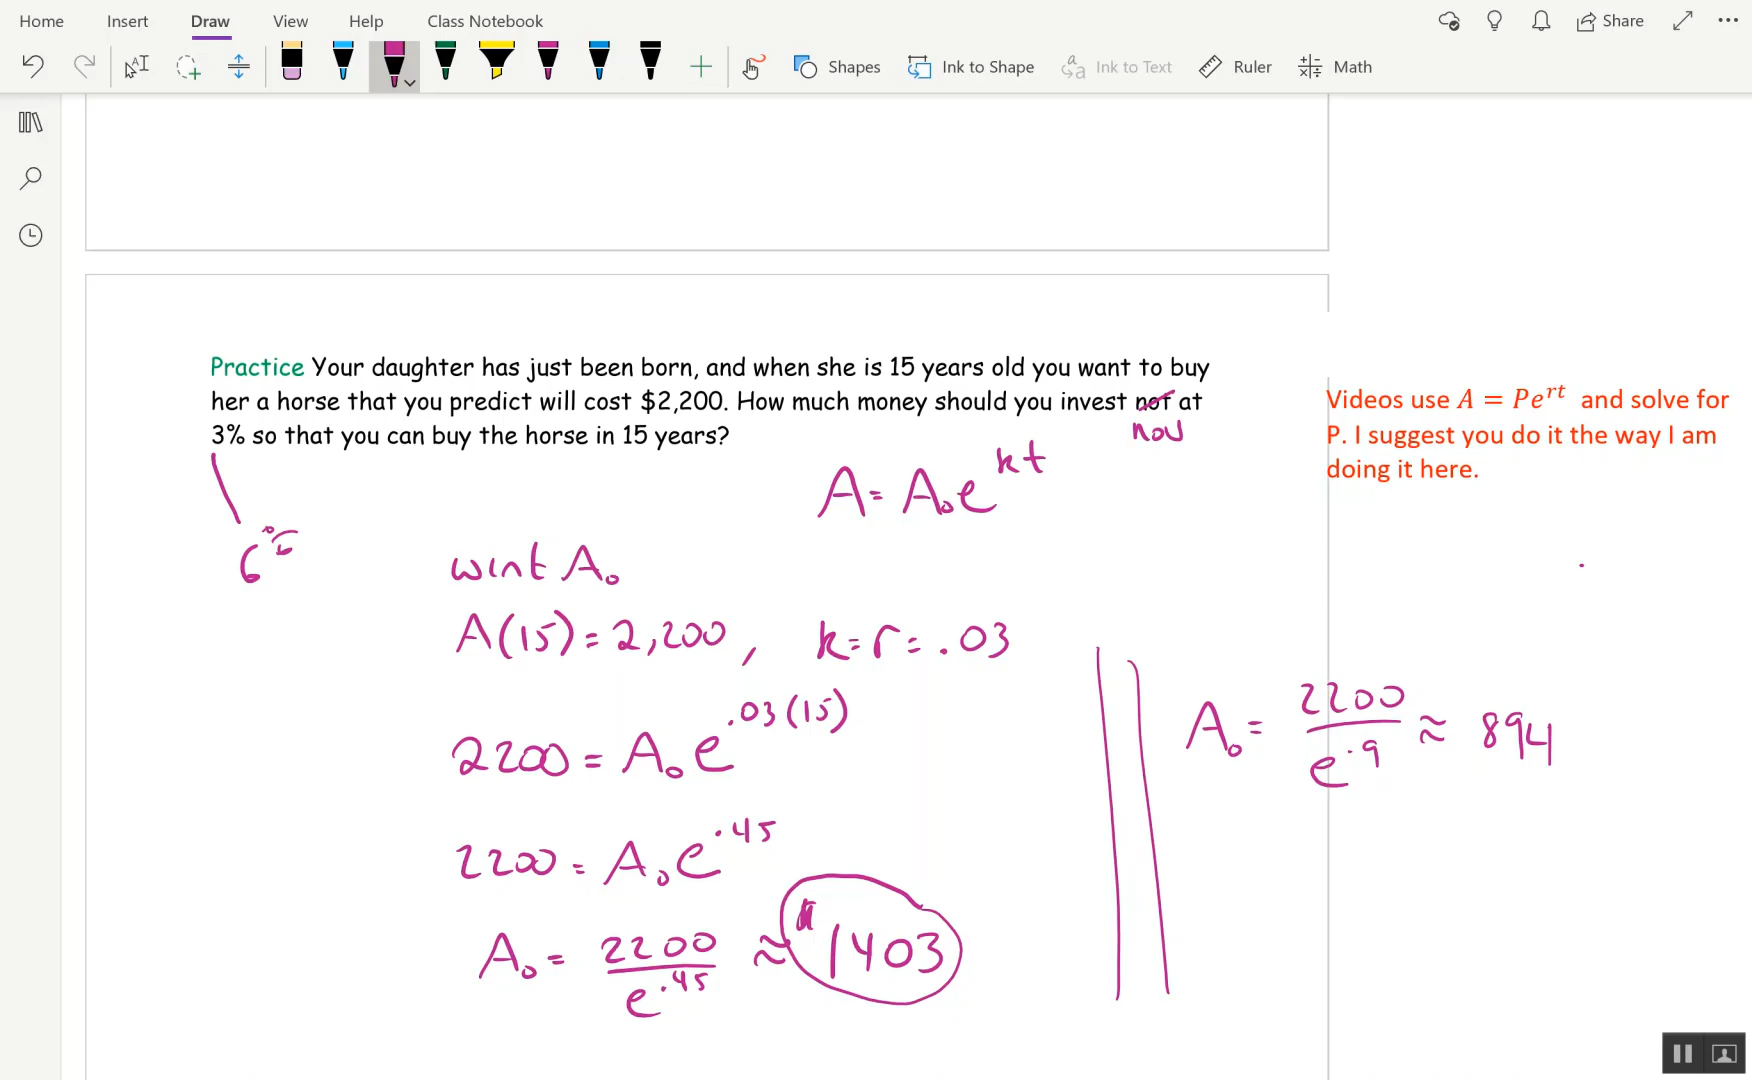 Home Insert Draw View Help Class Notebook Share
Shapes Ink to Shape Ink to Text Ruler Math
Practice Your daughter has just been born, and when she is 15 years old you want to buy
her a horse that you predict will cost $2,200. How much money should you invest not at
3% so that you can buy the horse in 15 years?
now
Videos use A = Pe^{rt} and solve for
P. I suggest you do it the way I am
doing it here.
A = A₀e^{kt}
6%
want A₀
A(15) = 2,200, k = r = .03
2200 = A₀e^{.03(15)}
2200 = A₀e^{.45}
A₀ = 2200/e^{.45} ≈ $1403
A₀ = 2200/e^{.9} ≈ 894